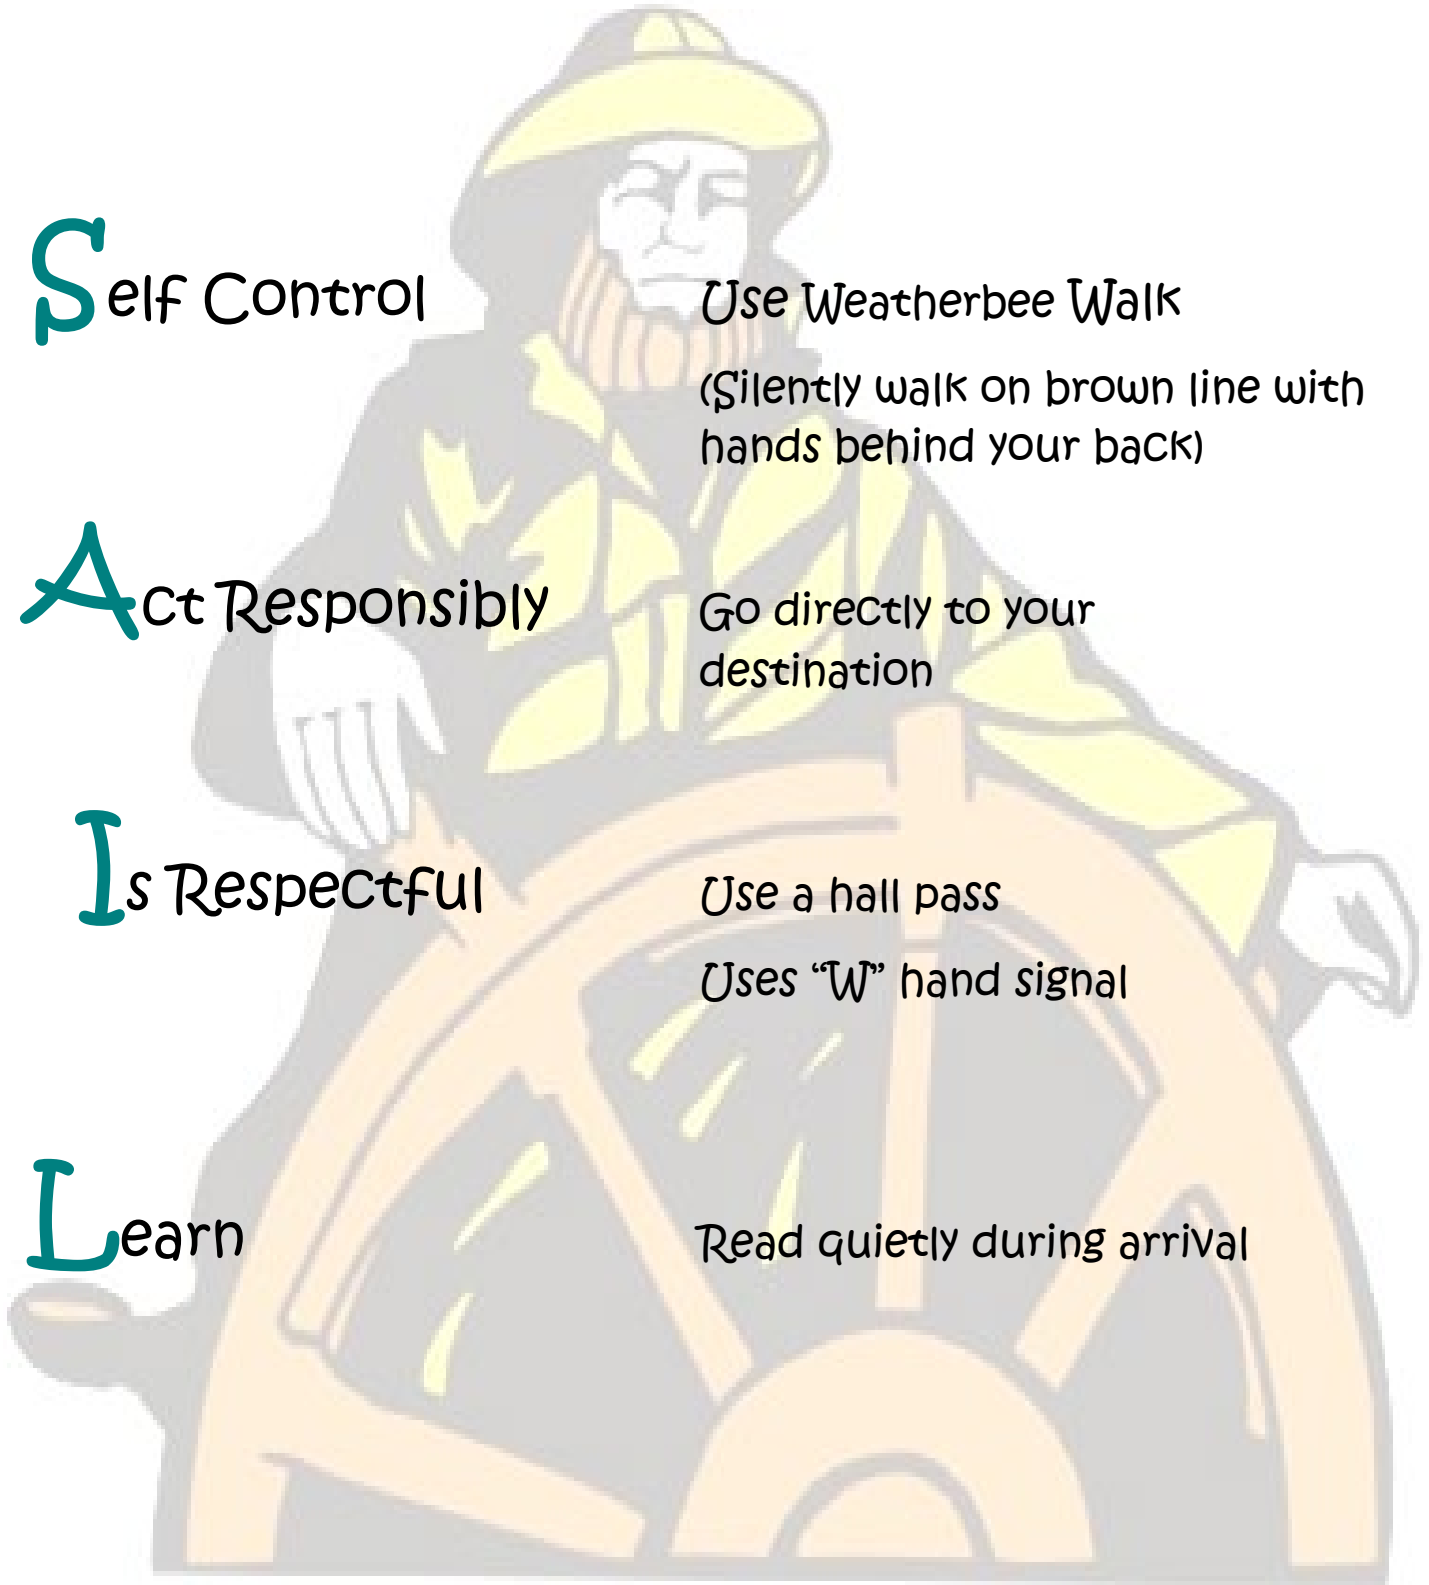 Self Control
Use Weatherbee Walk
(Silently walk on brown line with
hands behind your back)
Act Responsibly
Go directly to your
destination
Is Respectful
Use a hall pass
Uses “W” hand signal
Learn
Read quietly during arrival